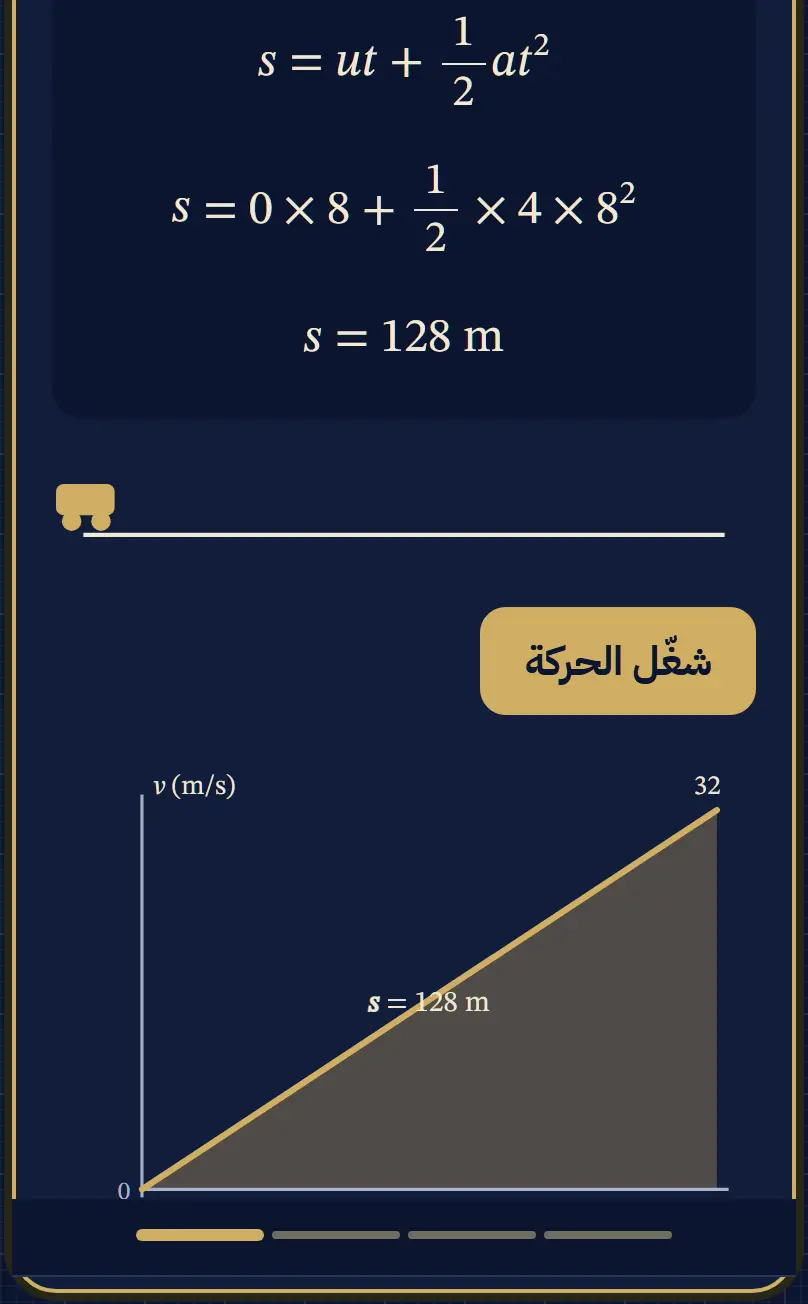 s = ut + 1/2 at²
s = 0 × 8 + 1/2 × 4 × 8²
s = 128 m
شغّل الحركة
v (m/s)
32
s = 128 m
0